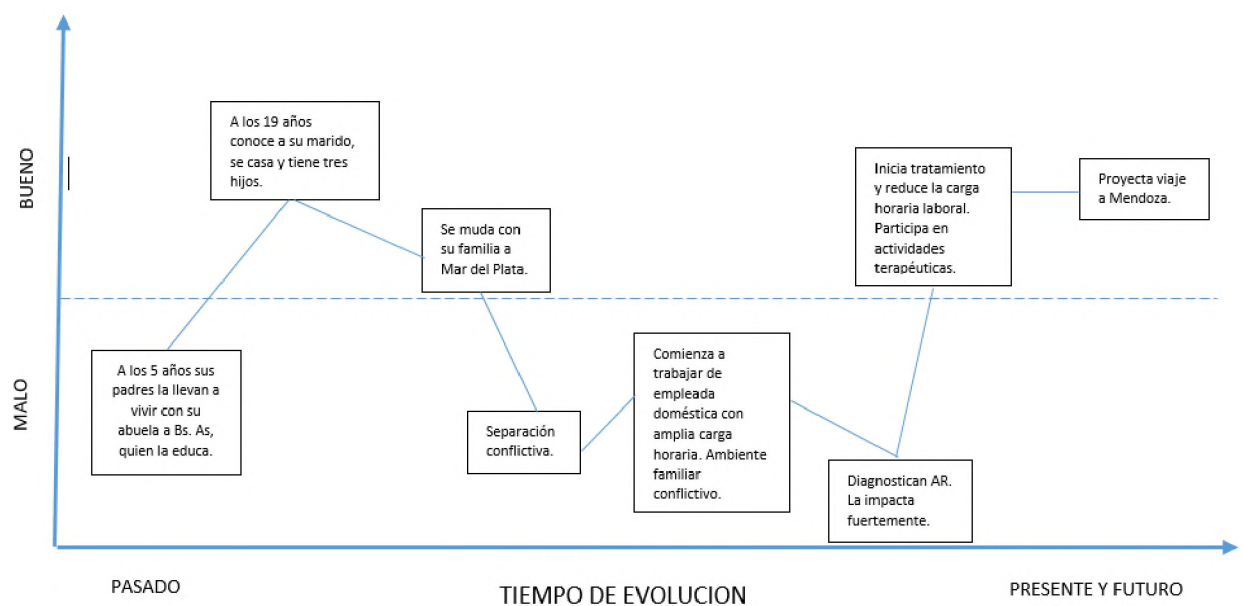 BUENO
MALO
A los 5 años sus
padres la llevan a
vivir con su
abuela a Bs. As,
quien la educa.
A los 19 años
conoce a su marido,
se casa y tiene tres
hijos.
Se muda con
su familia a
Mar del Plata.
Separación
conflictiva.
Comienza a
trabajar de
empleada
doméstica con
amplia carga
horaria. Ambiente
familiar
conflictivo.
Diagnostican AR.
La impacta
fuertemente.
Inicia tratamiento
y reduce la carga
horaria laboral.
Participa en
actividades
terapéuticas.
Proyecta viaje
a Mendoza.
PASADO
TIEMPO DE EVOLUCION
PRESENTE Y FUTURO